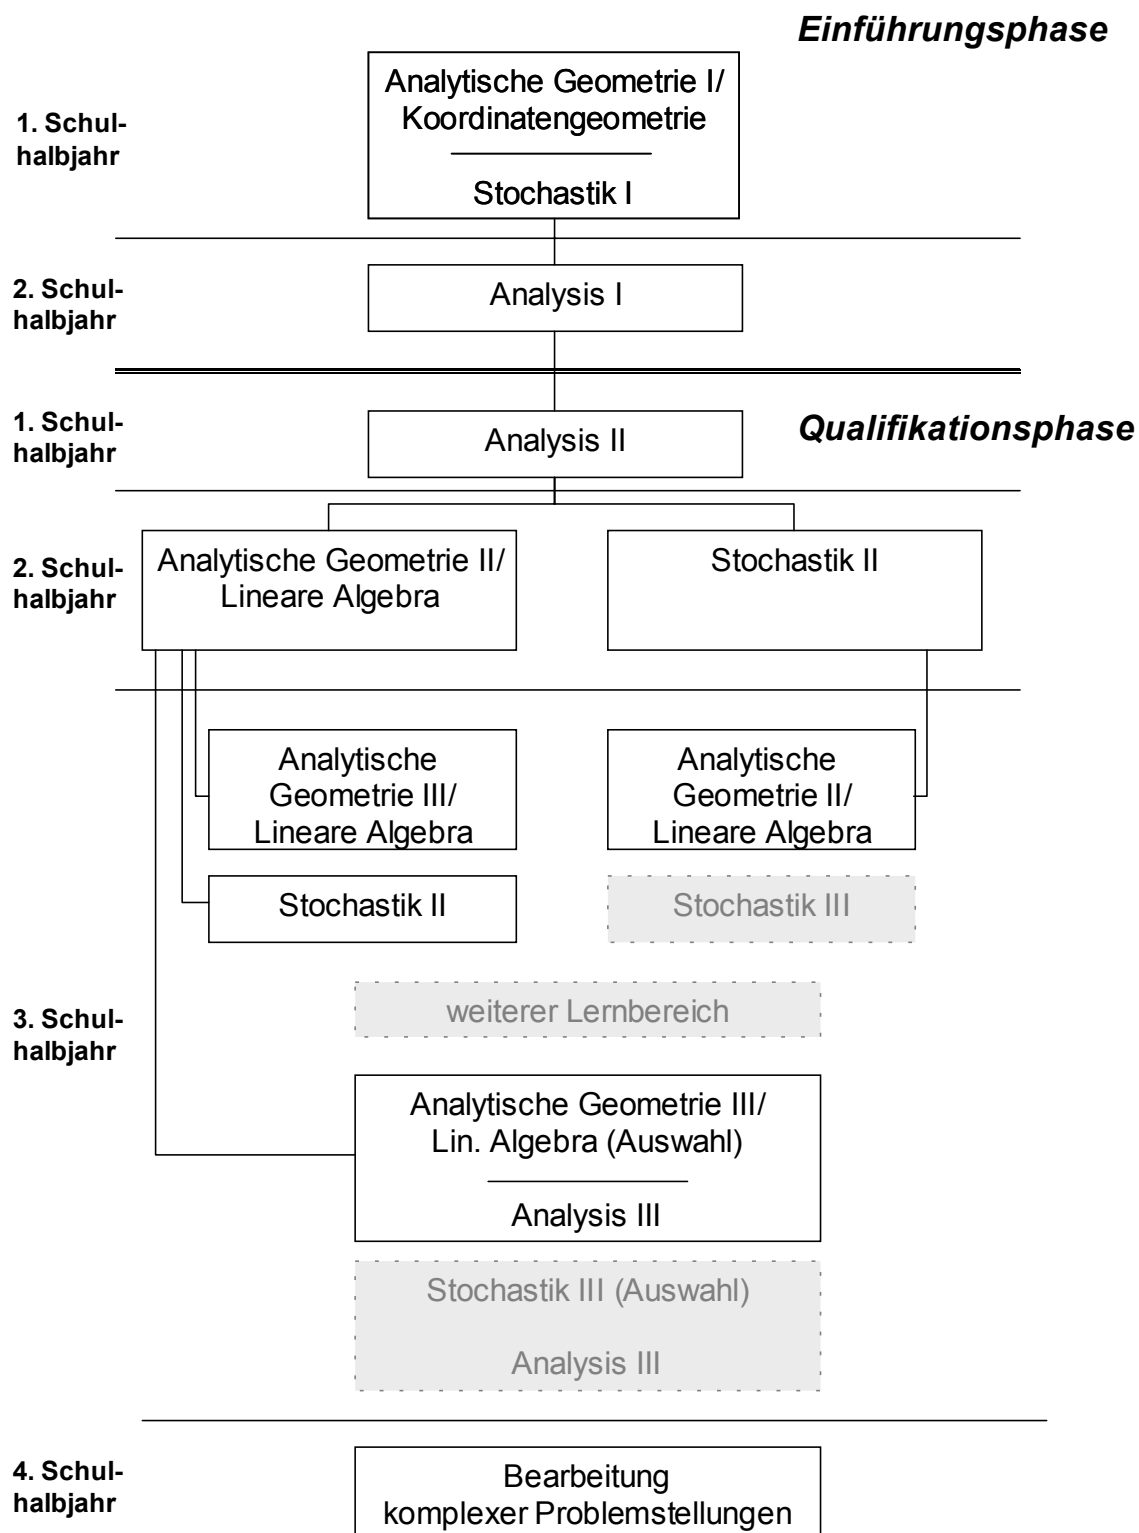 Einführungsphase
1. Schul-
halbjahr
Analytische Geometrie I/
Koordinatengeometrie
Stochastik I
2. Schul-
halbjahr
Analysis I
1. Schul-
halbjahr
Analysis II
Qualifikationsphase
2. Schul-
halbjahr
Analytische Geometrie II/
Lineare Algebra
Stochastik II
3. Schul-
halbjahr
Analytische
Geometrie III/
Lineare Algebra
Analytische
Geometrie II/
Lineare Algebra
Stochastik II
Stochastik III
weiterer Lernbereich
Analytische Geometrie III/
Lin. Algebra (Auswahl)
Analysis III
Stochastik III (Auswahl)
Analysis III
4. Schul-
halbjahr
Bearbeitung
komplexer Problemstellungen